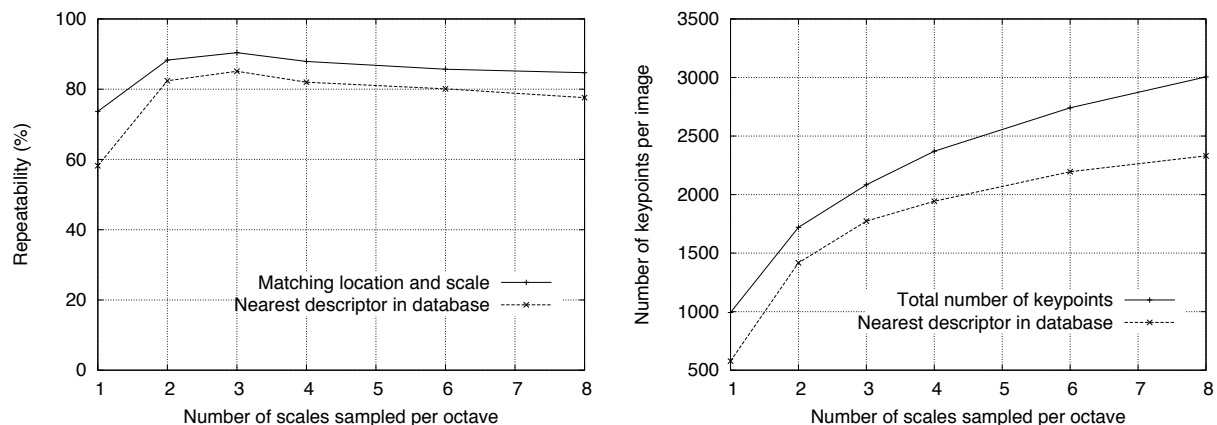 100
80
60
40
20
0
Repeatability (%)
Matching location and scale
Nearest descriptor in database
1 2 3 4 5 6 7 8
Number of scales sampled per octave
3500
3000
2500
2000
1500
1000
500
Number of keypoints per image
Total number of keypoints
Nearest descriptor in database
1 2 3 4 5 6 7 8
Number of scales sampled per octave